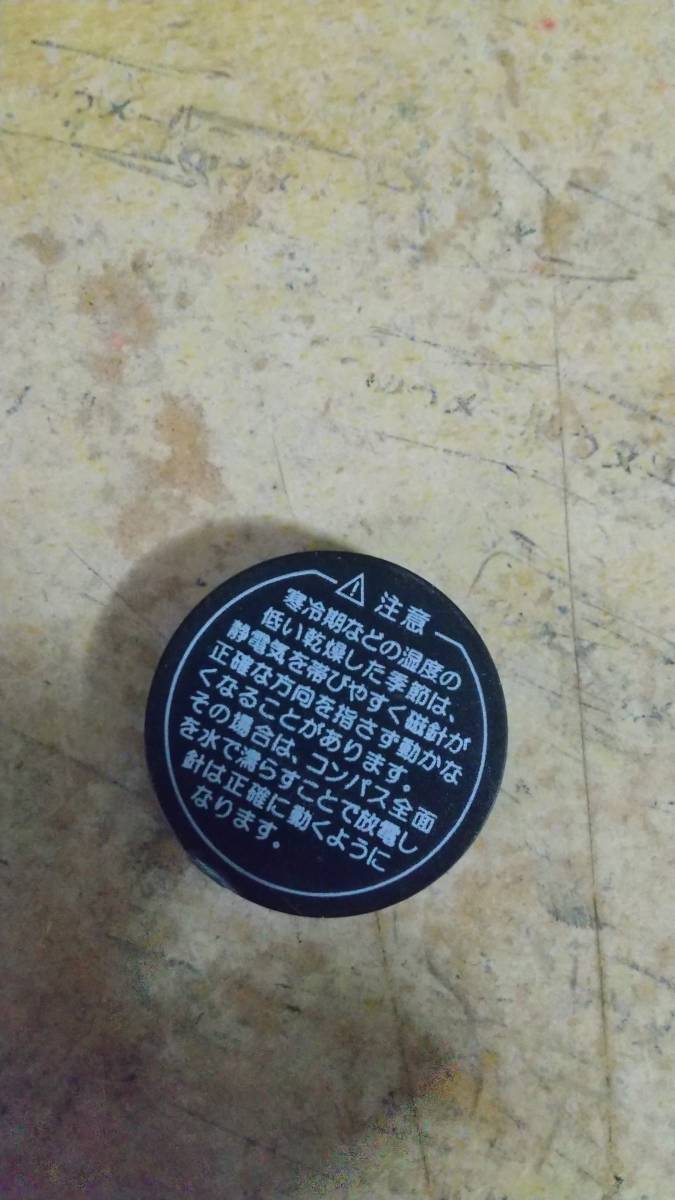 ⚠ 注意
寒冷期などの湿度の
低い乾燥した季節は、
静電気を帯びやすく磁針が
正確な方向を指さず動かな
くなることがあります。
その場合は、コンパス全面
を水で濡らすことで放電し
針は正確に動くように
なります。